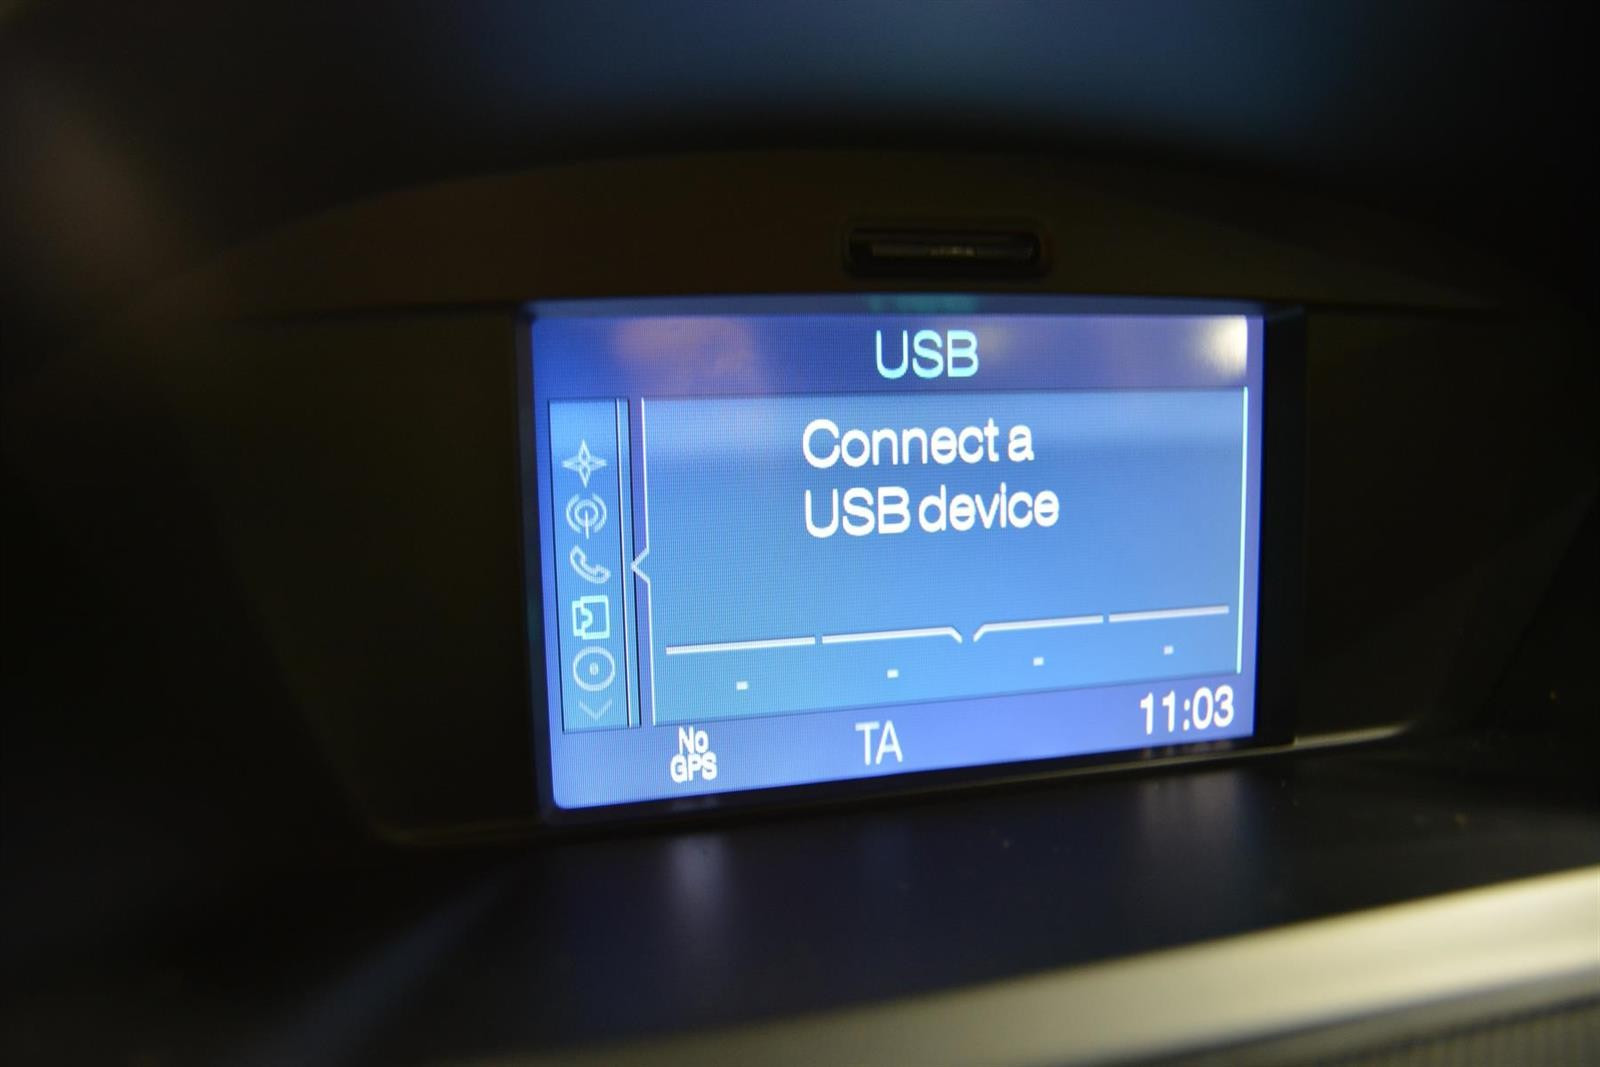 USB
Connect a
USB device
No
GPS
TA
11:03